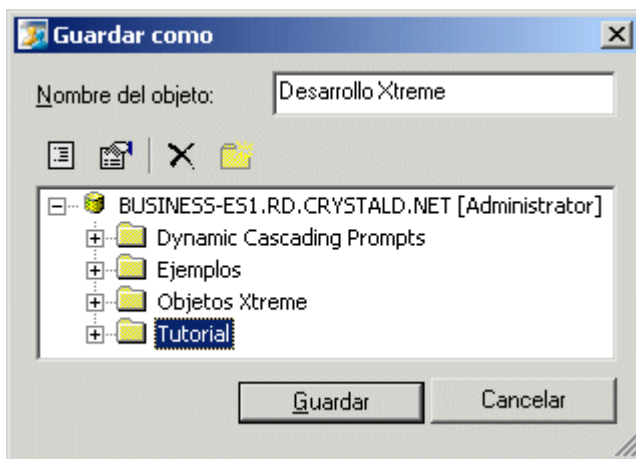 Guardar como
Nombre del objeto: Desarrollo Xtreme
BUSINESS-ES1.RD.CRYSTALD.NET [Administrator]
Dynamic Cascading Prompts
Ejemplos
Objetos Xtreme
Tutorial
Guardar Cancelar